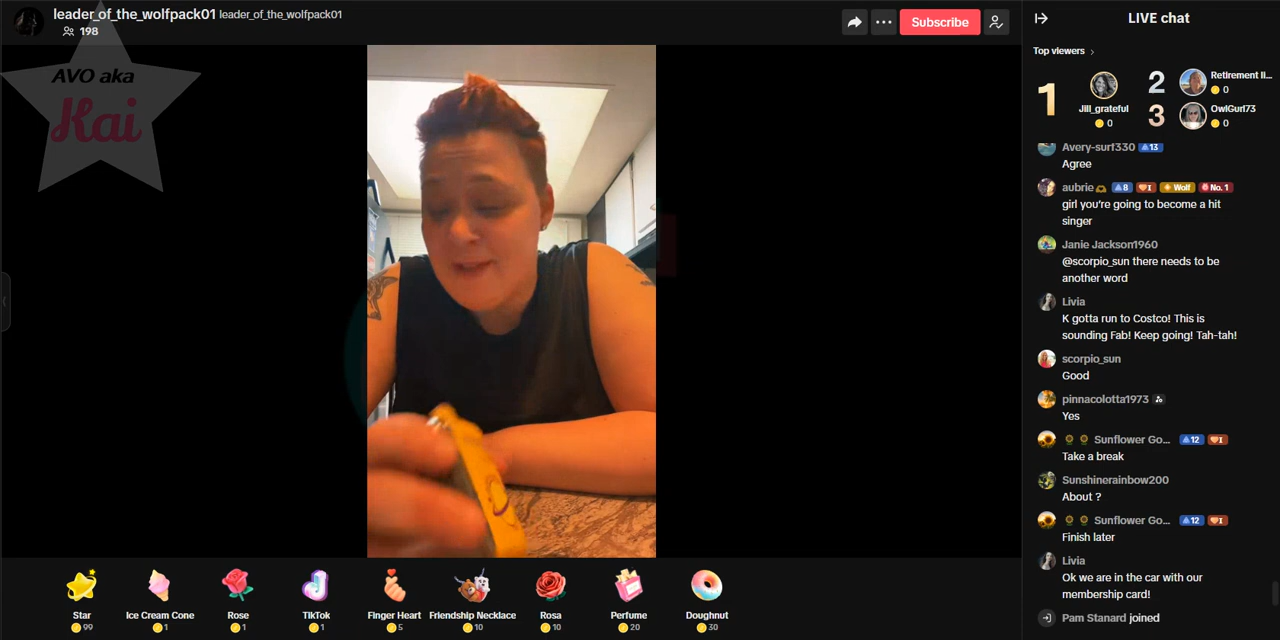 leader_of_the_wolfpack01 leader_of_the_wolfpack01
198
Subscribe
AVO aka
Kai
LIVE chat
Top viewers
1
Jill_grateful
0
2
Retirement li...
0
3
OwlGurl73
0
Avery-surf330 13
Agree
aubrie 8 I Wolf No. 1
girl you're going to become a hit
singer
Janie Jackson1960
@scorpio_sun there needs to be
another word
Livia
K gotta run to Costco! This is
sounding Fab! Keep going! Tah-tah!
scorpio_sun
Good
pinnacolotta1973
Yes
Sunflower Go... 12 I
Take a break
Sunshinerainbow200
About ?
Sunflower Go... 12 I
Finish later
Livia
Ok we are in the car with our
membership card!
Pam Stanard joined
Star
99
Ice Cream Cone
1
Rose
1
TikTok
1
Finger Heart
5
Friendship Necklace
10
Rosa
10
Perfume
20
Doughnut
30